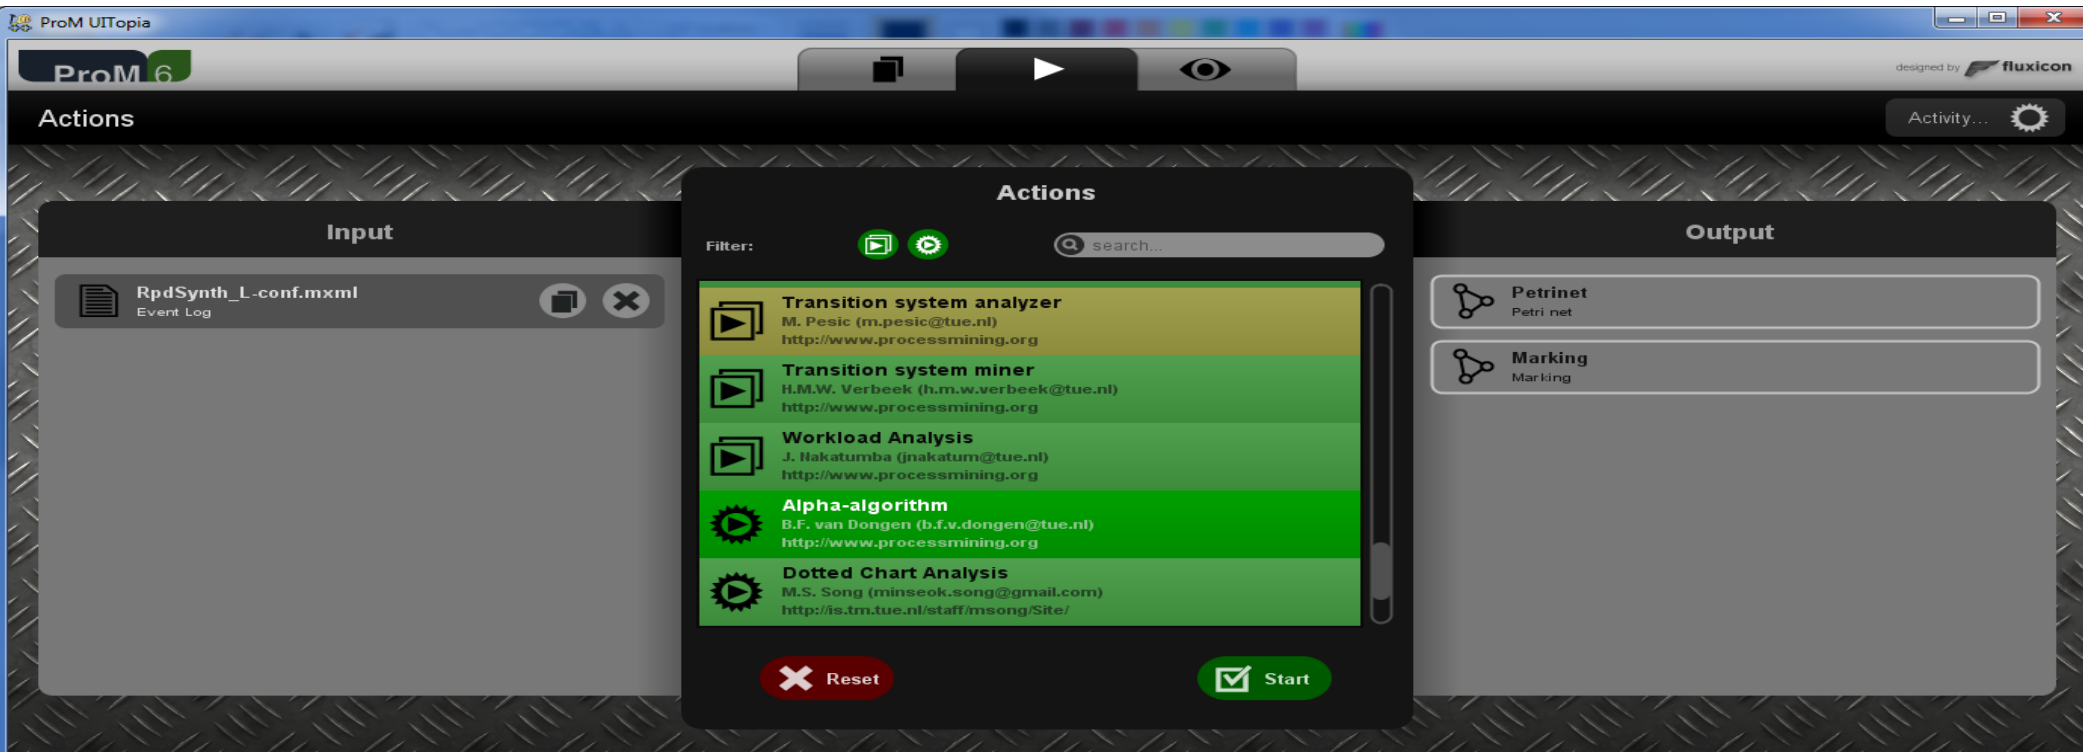 ProM UITopia
ProM 6
designed by fluxicon
Actions
Activity...
Input
RpdSynth_L-conf.mxml
Event Log
Actions
Filter:
search...
Transition system analyzer
M. Pesic (m.pesic@tue.nl)
http://www.processmining.org
Transition system miner
H.M.W. Verbeek (h.m.w.verbeek@tue.nl)
http://www.processmining.org
Workload Analysis
J. Nakatumba (jnakatum@tue.nl)
http://www.processmining.org
Alpha-algorithm
B.F. van Dongen (b.f.v.dongen@tue.nl)
http://www.processmining.org
Dotted Chart Analysis
M.S. Song (minseok.song@gmail.com)
http://is.tm.tue.nl/staff/msong/Site/
Reset
Start
Output
Petrinet
Petri net
Marking
Marking